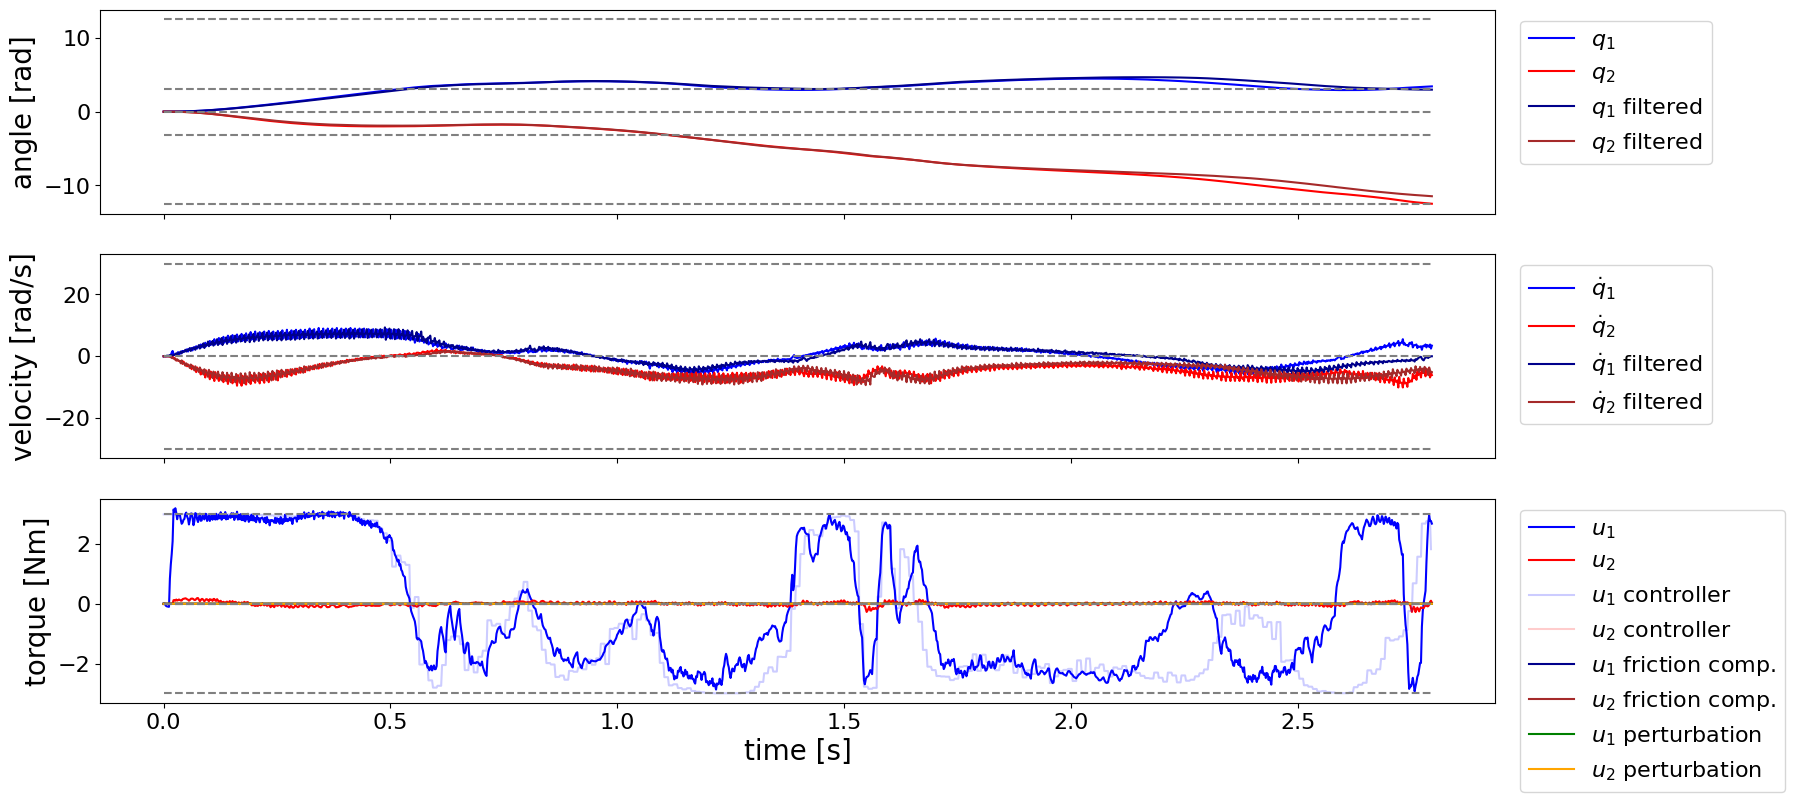 angle [rad]
10
0
−10
q₁
q₂
q₁ filtered
q₂ filtered
velocity [rad/s]
20
0
−20
q̇₁
q̇₂
q̇₁ filtered
q̇₂ filtered
torque [Nm]
2
0
−2
0.0 0.5 1.0 1.5 2.0 2.5
time [s]
u₁
u₂
u₁ controller
u₂ controller
u₁ friction comp.
u₂ friction comp.
u₁ perturbation
u₂ perturbation